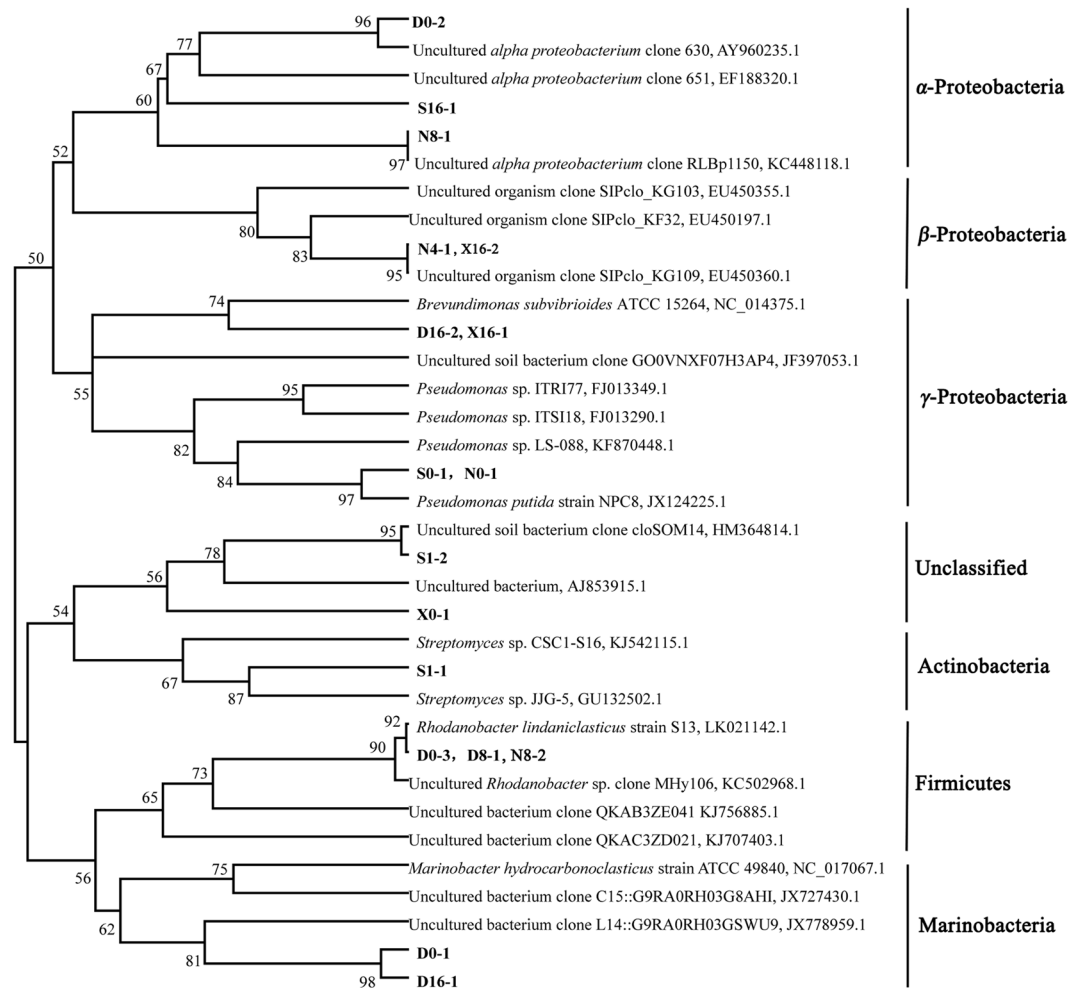 96
D0-2
77
Uncultured alpha proteobacterium clone 630, AY960235.1
67
Uncultured alpha proteobacterium clone 651, EF188320.1
α-Proteobacteria
60
S16-1
N8-1
52
97
Uncultured alpha proteobacterium clone RLBp1150, KC448118.1
Uncultured organism clone SIPclo_KG103, EU450355.1
Uncultured organism clone SIPclo_KF32, EU450197.1
80
β-Proteobacteria
83
N4-1, X16-2
50
95
Uncultured organism clone SIPclo_KG109, EU450360.1
74
Brevundimonas subvibrioides ATCC 15264, NC_014375.1
D16-2, X16-1
Uncultured soil bacterium clone GO0VNXF07H3AP4, JF397053.1
55
95
Pseudomonas sp. ITRI77, FJ013349.1
γ-Proteobacteria
Pseudomonas sp. ITSI18, FJ013290.1
82
Pseudomonas sp. LS-088, KF870448.1
84
S0-1, N0-1
97
Pseudomonas putida strain NPC8, JX124225.1
95
Uncultured soil bacterium clone cloSOM14, HM364814.1
78
S1-2
Unclassified
56
Uncultured bacterium, AJ853915.1
54
X0-1
Streptomyces sp. CSC1-S16, KJ542115.1
67
S1-1
Actinobacteria
87
Streptomyces sp. JJG-5, GU132502.1
92
Rhodanobacter lindaniclasticus strain S13, LK021142.1
90
D0-3, D8-1, N8-2
73
Uncultured Rhodanobacter sp. clone MHy106, KC502968.1
Firmicutes
65
Uncultured bacterium clone QKAB3ZE041 KJ756885.1
Uncultured bacterium clone QKAC3ZD021, KJ707403.1
56
75
Marinobacter hydrocarbonoclasticus strain ATCC 49840, NC_017067.1
Uncultured bacterium clone C15::G9RA0RH03G8AHI, JX727430.1
62
Uncultured bacterium clone L14::G9RA0RH03GSWU9, JX778959.1
Marinobacteria
81
D0-1
98
D16-1